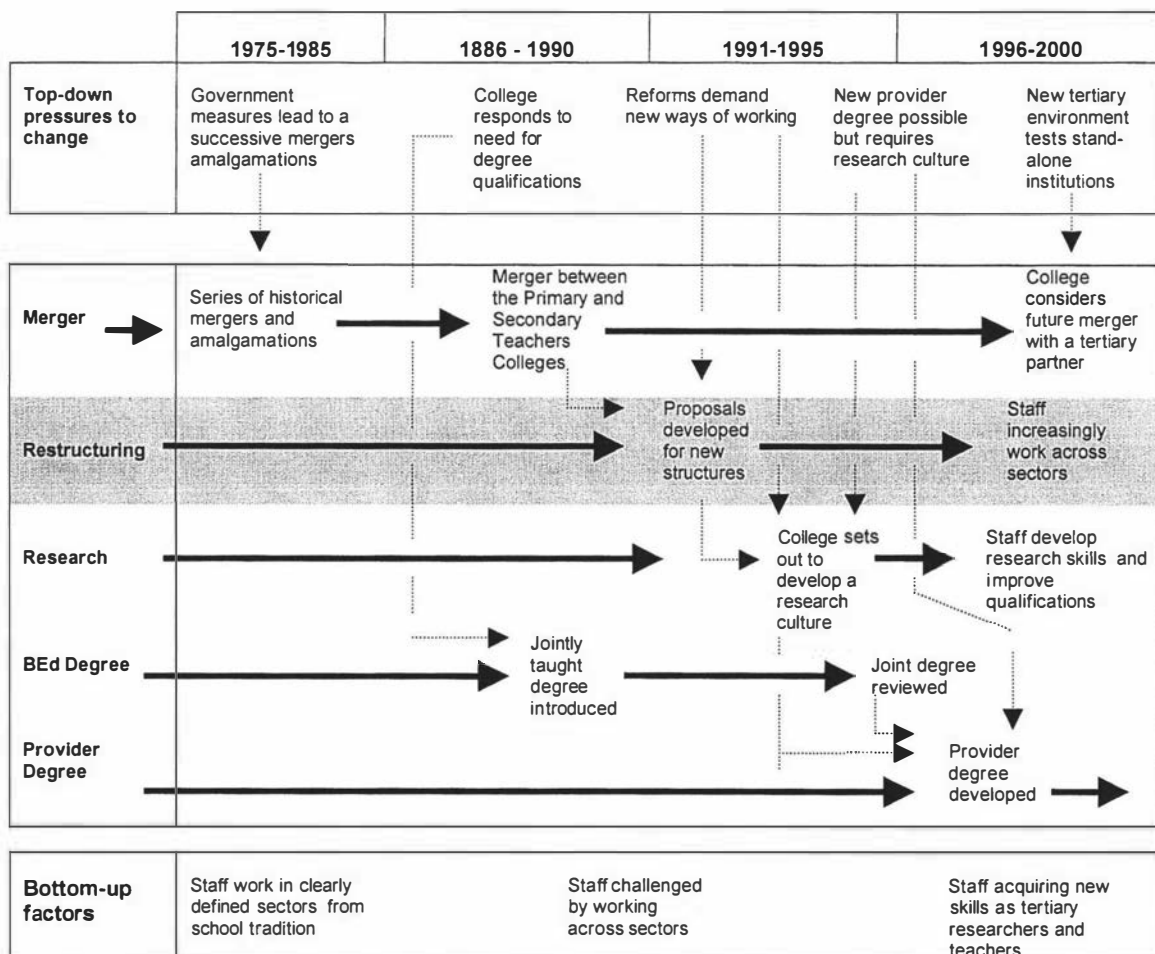 1975-1985
1886 - 1990
1991-1995
1996-2000
Top-down
pressures to
change
Government
measures lead to a
successive mergers
amalgamations
College
responds to
need for
degree
qualifications
Reforms demand
new ways of working
New provider
degree possible
but requires
research culture
New tertiary
environment
tests stand-
alone
institutions
Merger
Series of historical
mergers and
amalgamations
Merger between
the Primary and
Secondary
Teachers
Colleges
College
considers
future merger
with a tertiary
partner
Restructuring
Proposals
developed
for new
structures
Staff
increasingly
work across
sectors
Research
College sets
out to
develop a
research
culture
Staff develop
research skills and
improve
qualifications
BEd Degree
Jointly
taught
degree
introduced
Joint degree
reviewed
Provider
Degree
Provider
degree
developed
Bottom-up
factors
Staff work in clearly
defined sectors from
school tradition
Staff challenged
by working
across sectors
Staff acquiring new
skills as tertiary
researchers and
teachers